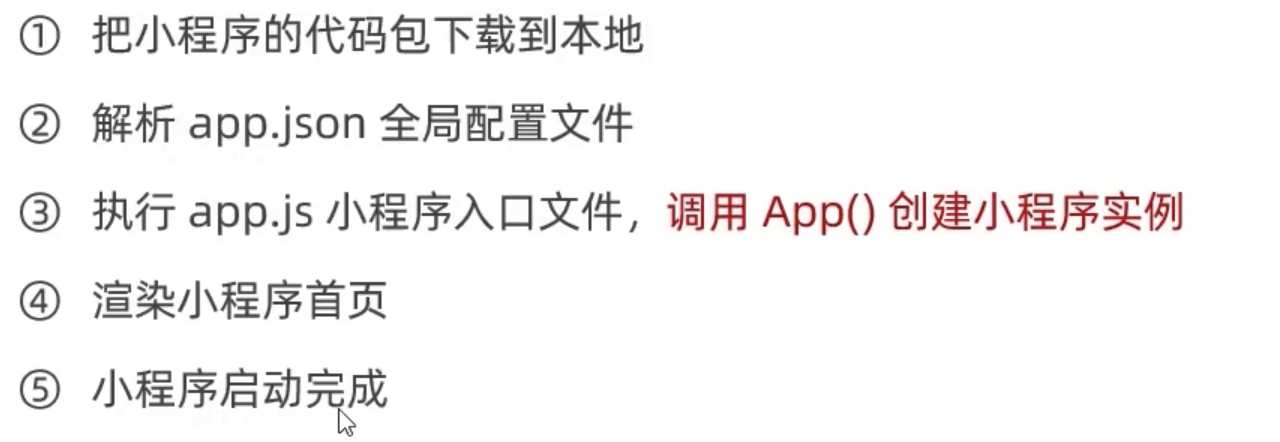 ① 把小程序的代码包下载到本地
② 解析 app.json 全局配置文件
③ 执行 app.js 小程序入口文件，调用 App() 创建小程序实例
④ 渲染小程序首页
⑤ 小程序启动完成